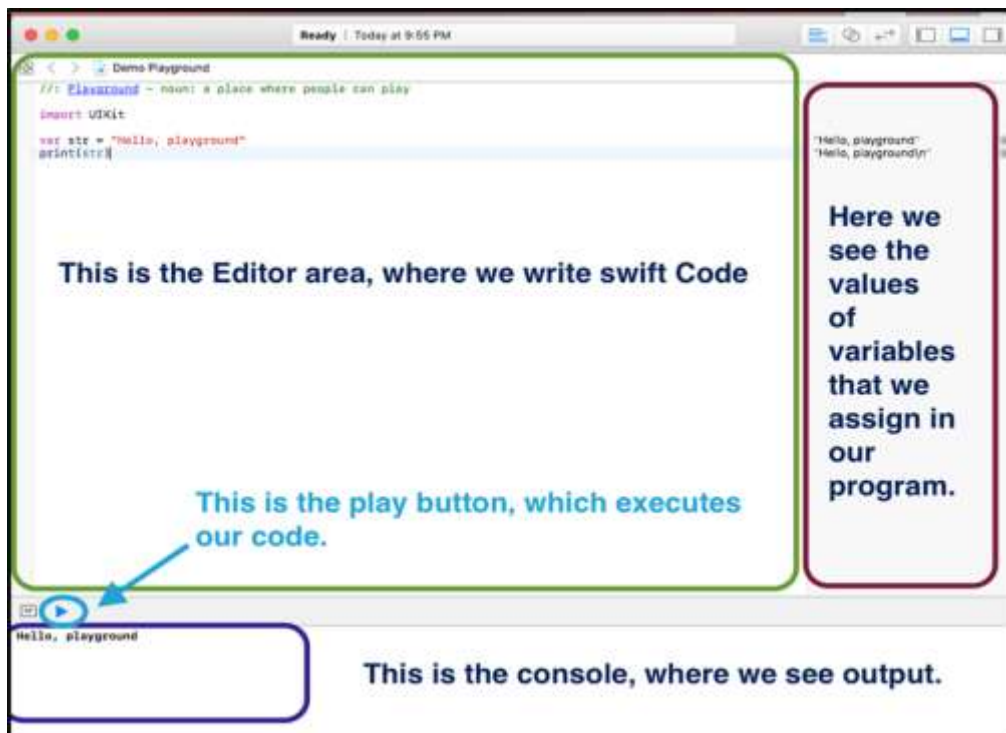 Ready | Today at 9:55 PM
Demo Playground
//: Playground - noun: a place where people can play
import UIKit
var str = "Hello, playground"
print(str)
"Hello, playground"
"Hello, playground\n"
This is the Editor area, where we write swift Code
Here we
see the
values
of
variables
that we
assign in
our
program.
This is the play button, which executes
our code.
Hello, playground
This is the console, where we see output.